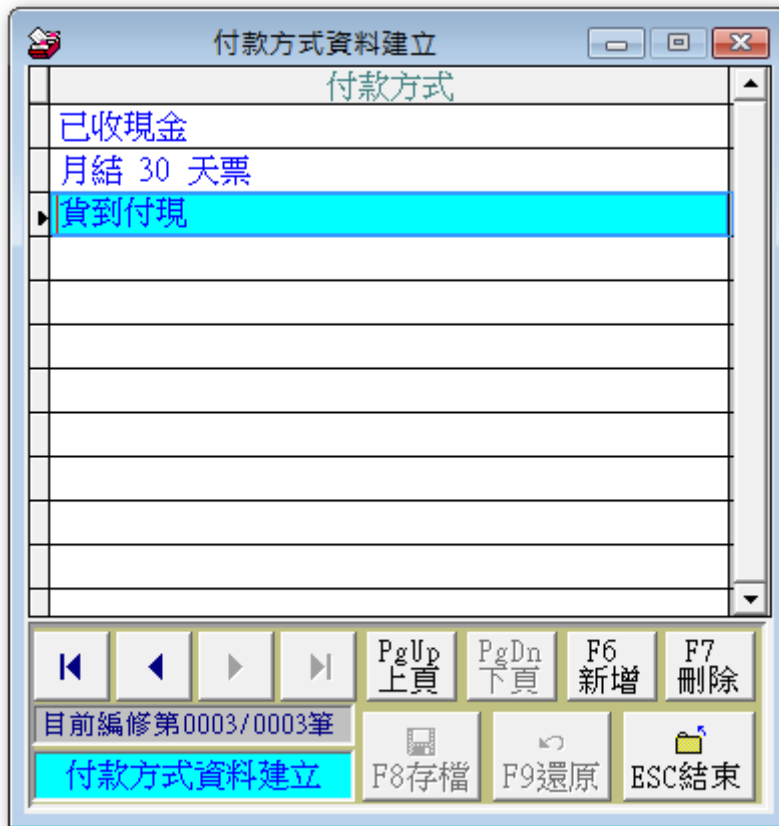 付款方式資料建立
付款方式
已收現金
月結 30 天票
貨到付現
PgUp 上頁
PgDn 下頁
F6 新增
F7 刪除
目前編修第0003/0003筆
付款方式資料建立
F8存檔
F9還原
ESC結束